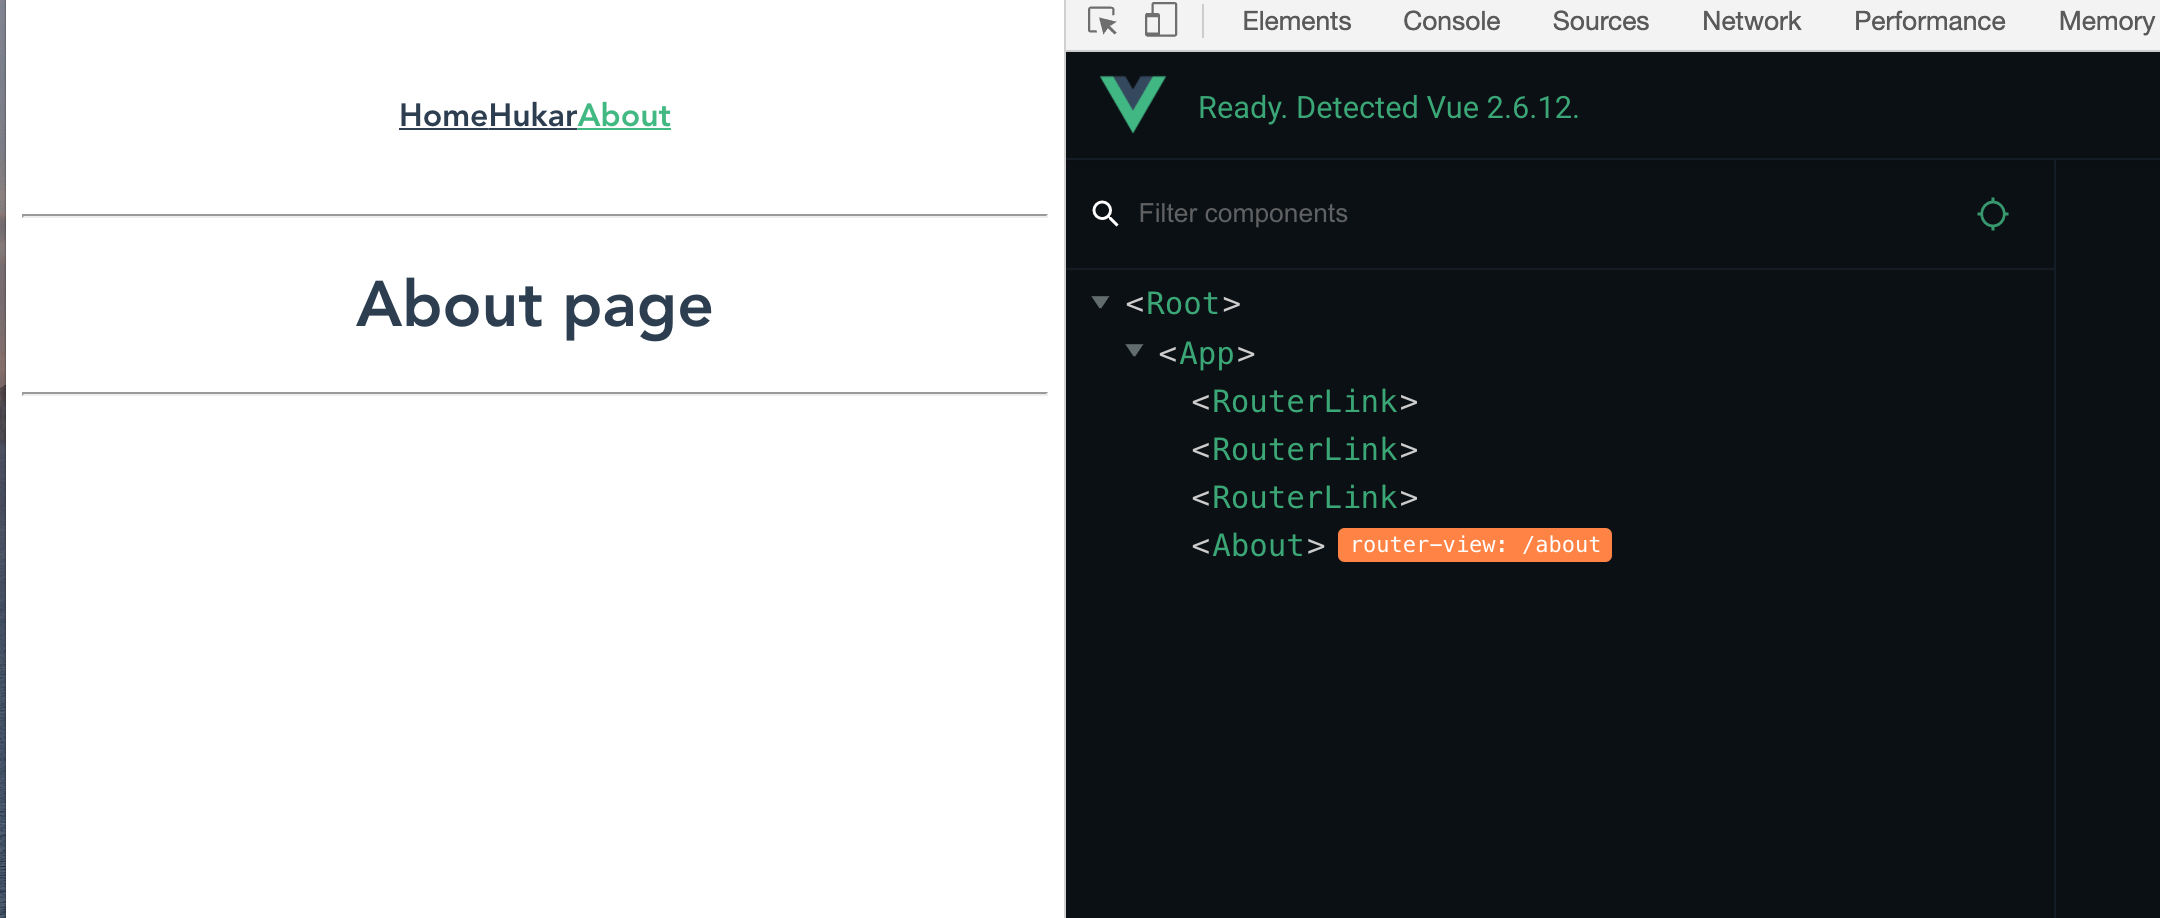 HomeHukarAbout
About page
Elements Console Sources Network Performance Memory
Ready. Detected Vue 2.6.12.
Filter components
<Root>
<App>
<RouterLink>
<RouterLink>
<RouterLink>
<About> router-view: /about